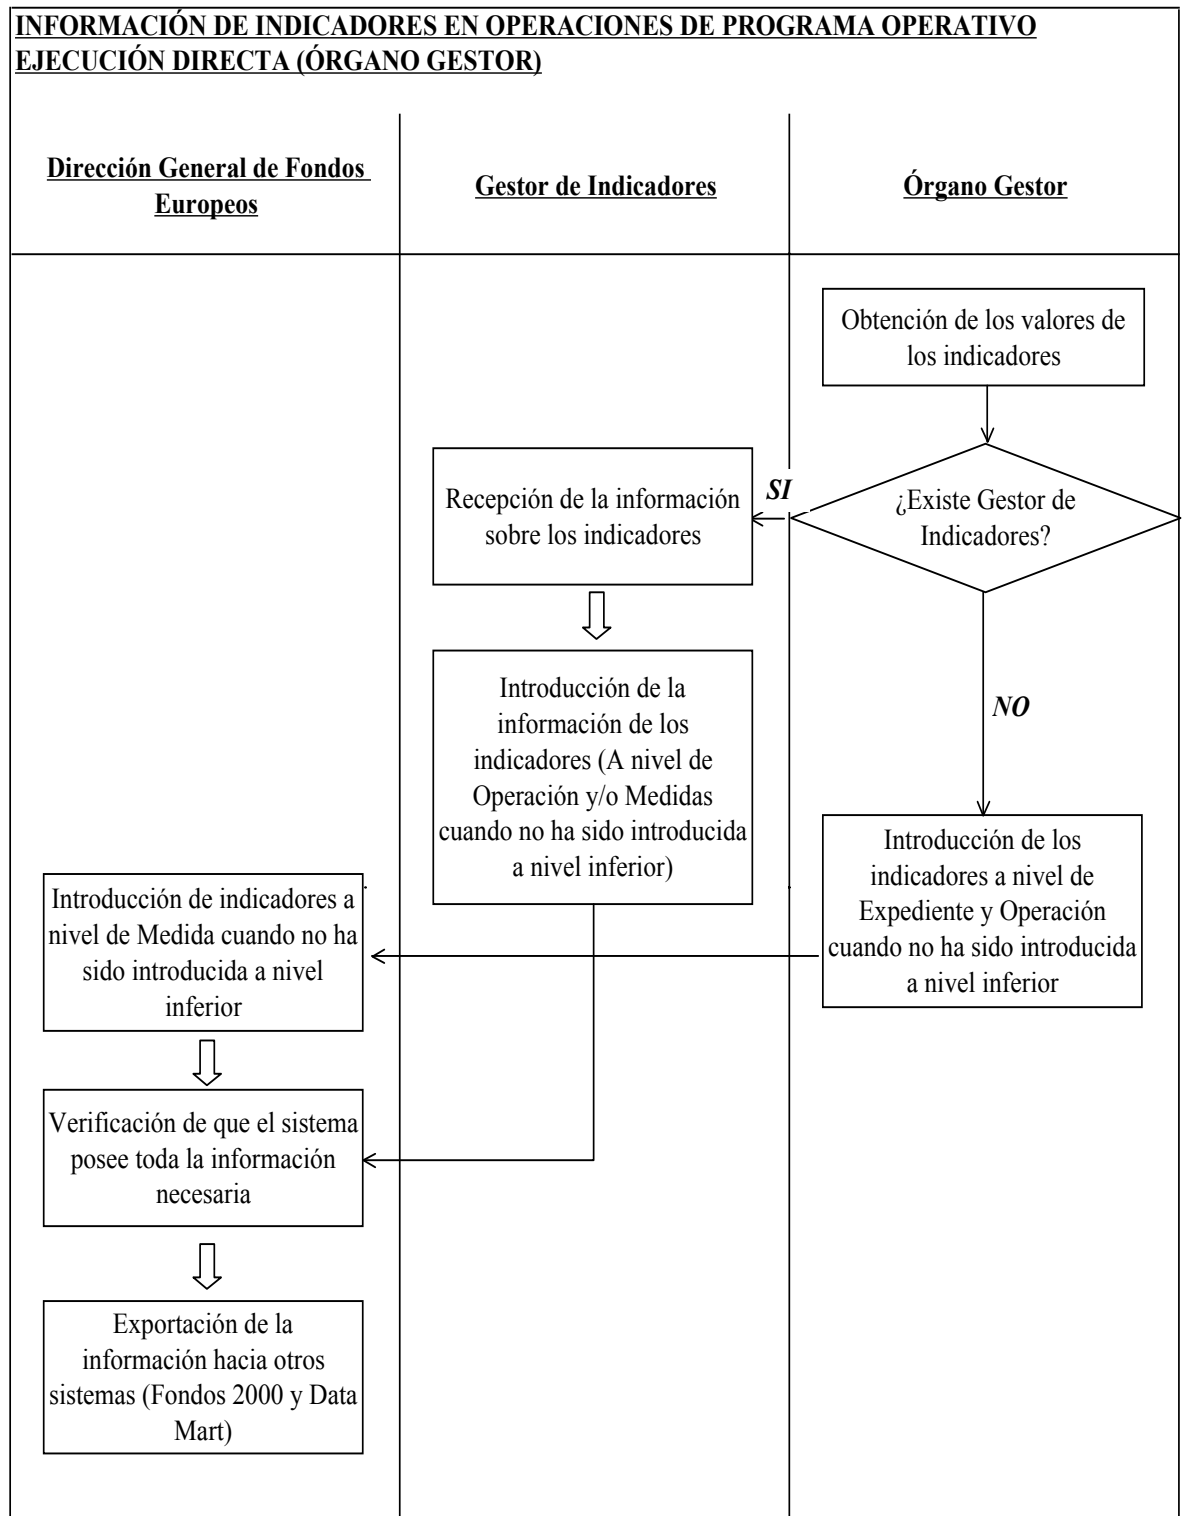 INFORMACIÓN DE INDICADORES EN OPERACIONES DE PROGRAMA OPERATIVO
EJECUCIÓN DIRECTA (ÓRGANO GESTOR)
Dirección General de Fondos
Europeos
Gestor de Indicadores
Órgano Gestor
Obtención de los valores de
los indicadores
¿Existe Gestor de
Indicadores?
SI
Recepción de la información
sobre los indicadores
Introducción de la
información de los
indicadores (A nivel de
Operación y/o Medidas
cuando no ha sido introducida
a nivel inferior)
NO
Introducción de los
indicadores a nivel de
Expediente y Operación
cuando no ha sido introducida
a nivel inferior
Introducción de indicadores a
nivel de Medida cuando no ha
sido introducida a nivel
inferior
Verificación de que el sistema
posee toda la información
necesaria
Exportación de la
información hacia otros
sistemas (Fondos 2000 y Data
Mart)